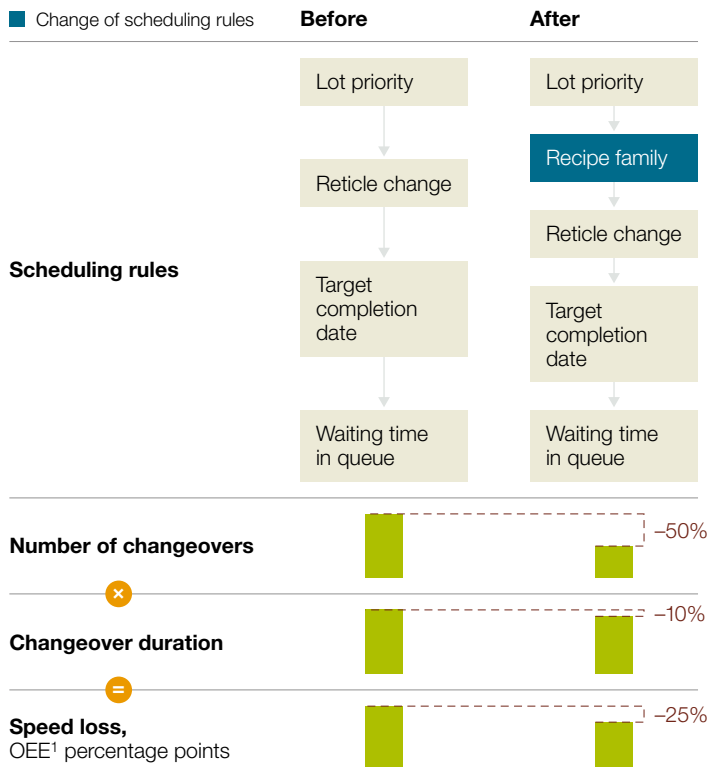 Change of scheduling rules
Before
After
Scheduling rules
Lot priority
Reticle change
Target
completion
date
Waiting time
in queue
Lot priority
Recipe family
Reticle change
Target
completion
date
Waiting time
in queue
Number of changeovers
–50%
×
Changeover duration
–10%
=
Speed loss,
OEE¹ percentage points
–25%